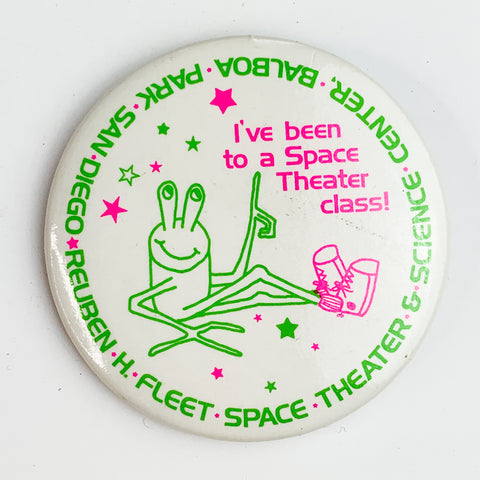 I've been
to a Space
Theater
class!
REUBEN · H. FLEET · SPACE · THEATER · & · SCIENCE · CENTER, · BALBOA · PARK · SAN · DIEGO